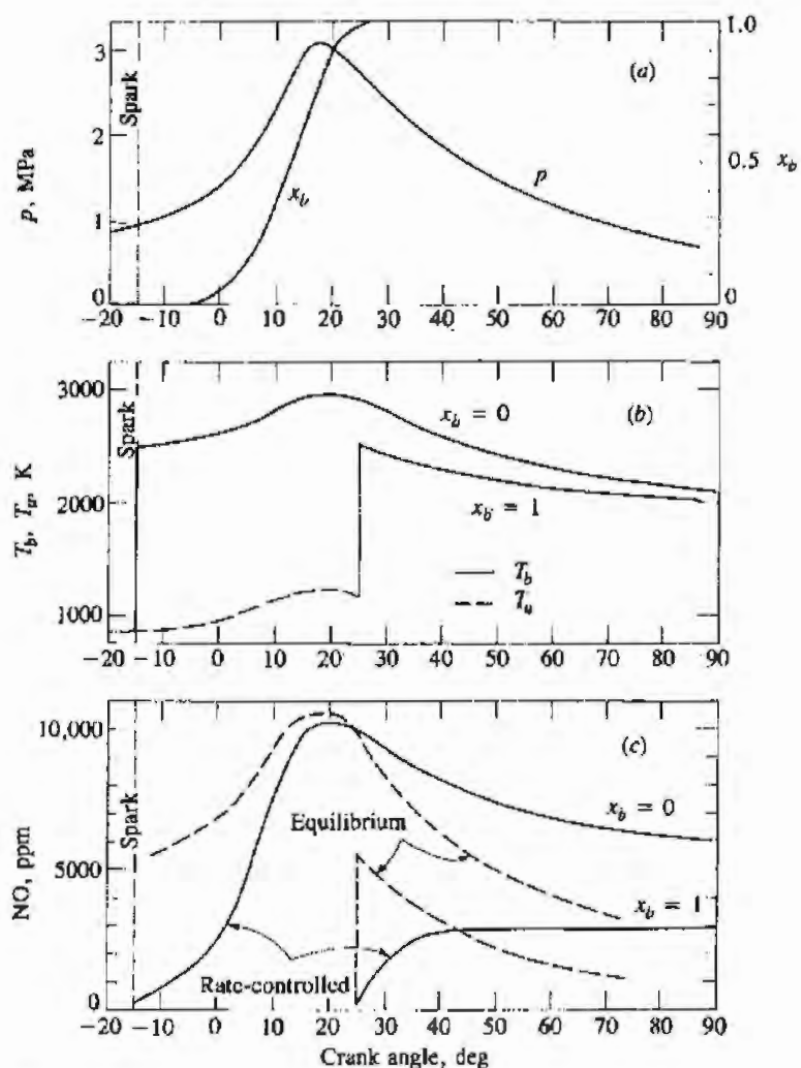 (a)
p, MPa
3
2
1
0
Spark
x_b
p
1.0
0.5
x_b
0
-20 -10 0 10 20 30 40 50 60 70 80 90
(b)
T_b, T_u, K
3000
2000
1000
Spark
x_b = 0
x_b = 1
T_b
T_u
-20 -10 0 10 20 30 40 50 60 70 80 90
(c)
NO, ppm
10,000
5000
0
Spark
Equilibrium
x_b = 0
x_b = 1
Rate-controlled
-20 -10 0 10 20 30 40 50 60 70 80 90
Crank angle, deg